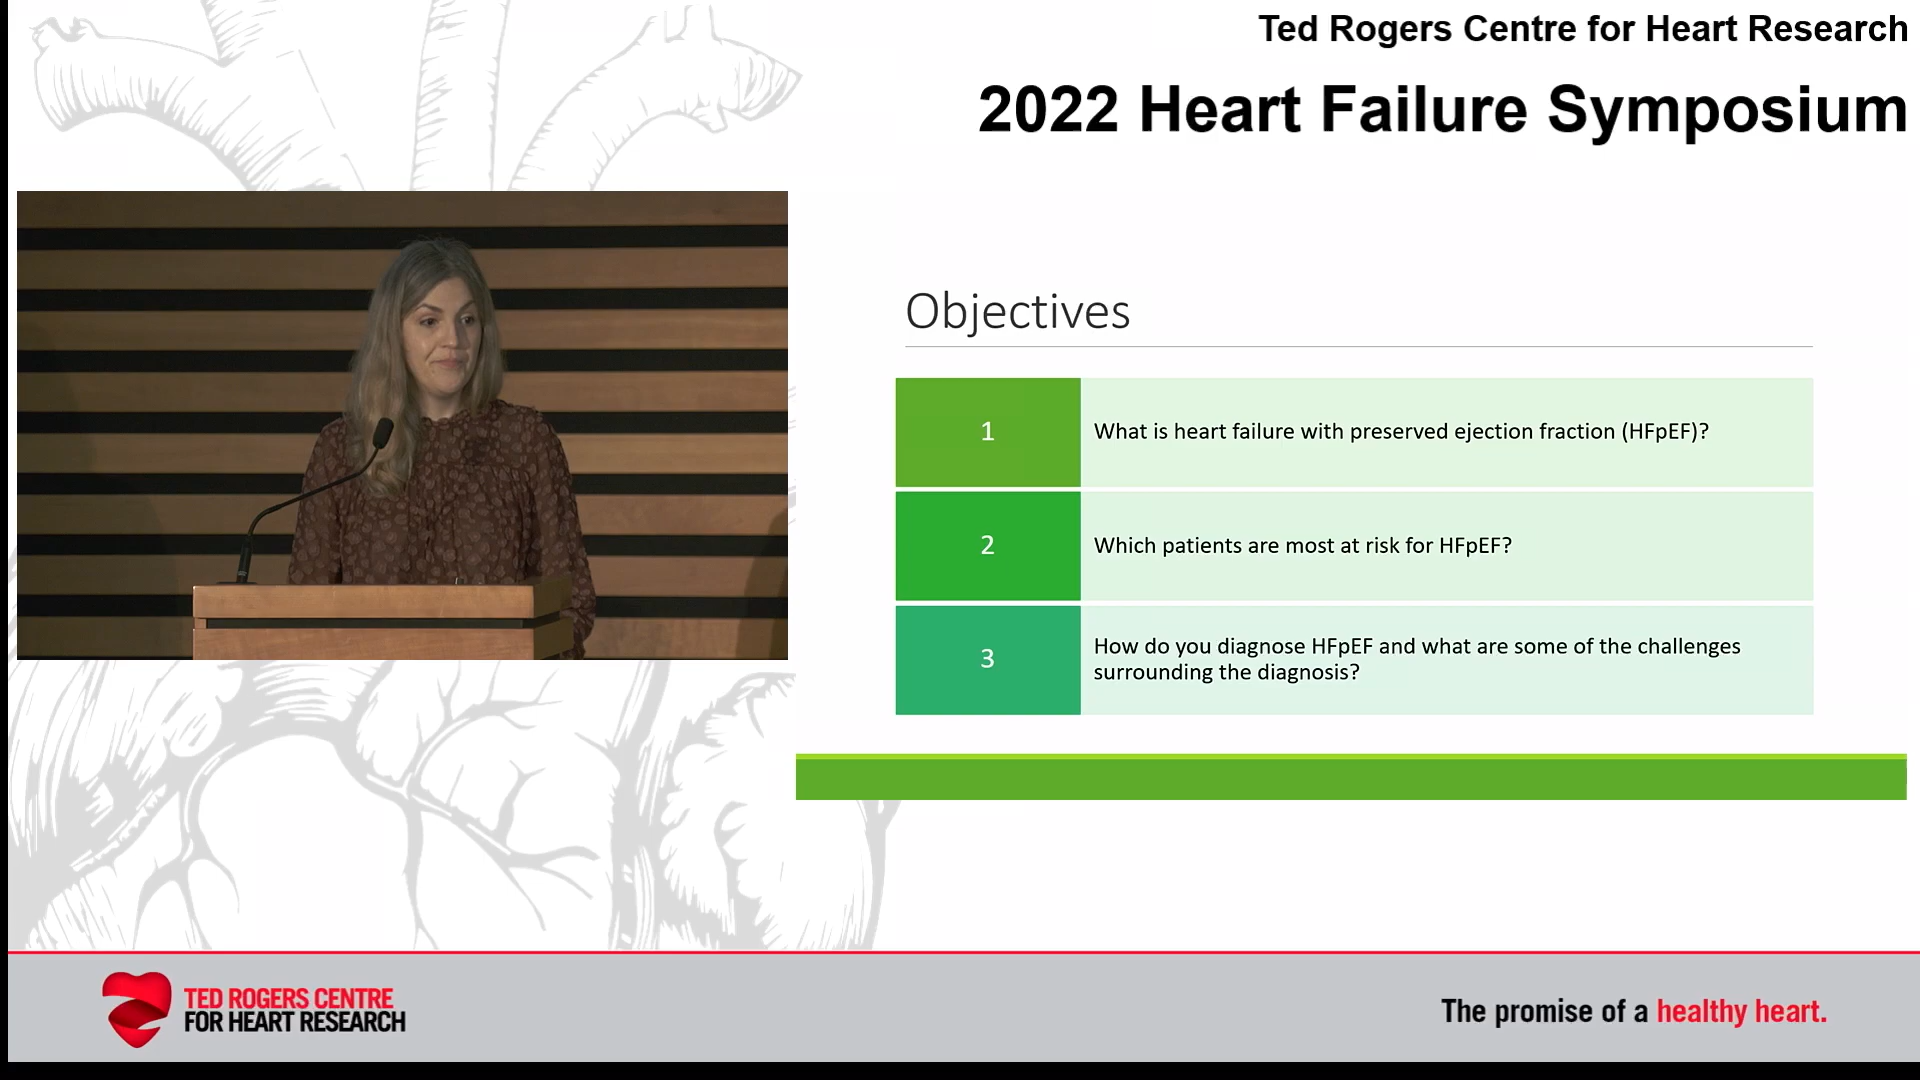 Ted Rogers Centre for Heart Research
2022 Heart Failure Symposium
Objectives
1
What is heart failure with preserved ejection fraction (HFpEF)?
2
Which patients are most at risk for HFpEF?
3
How do you diagnose HFpEF and what are some of the challenges
surrounding the diagnosis?
TED ROGERS CENTRE
FOR HEART RESEARCH
The promise of a healthy heart.